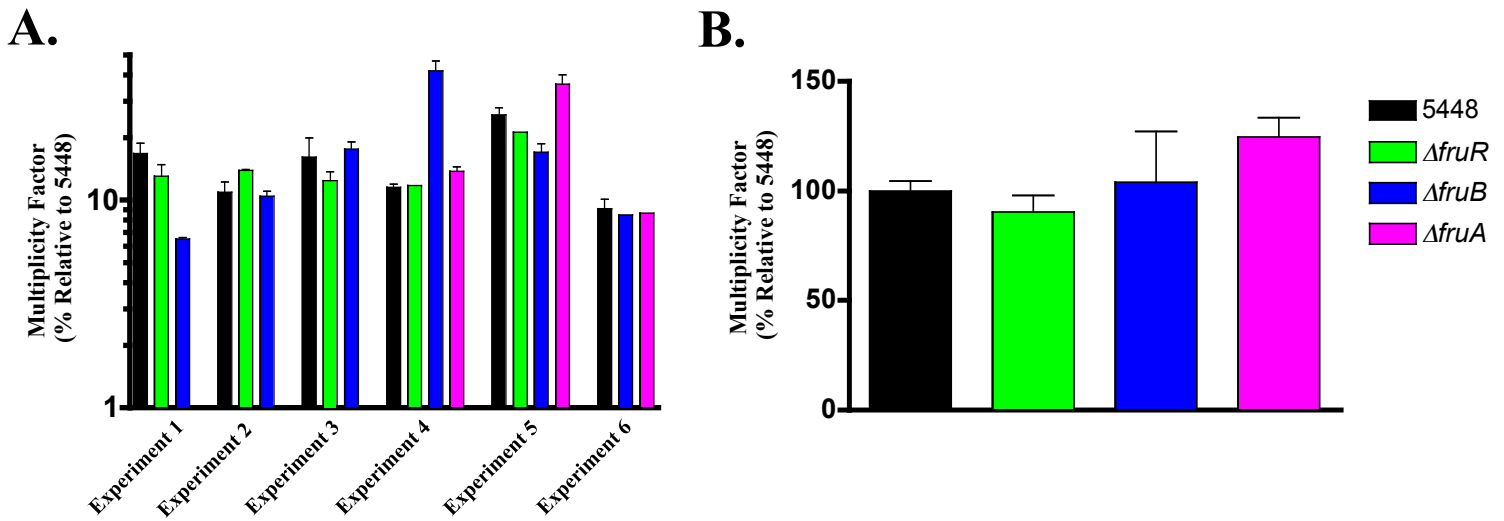 A.
Multiplicity Factor
(% Relative to 5448)
10
1
Experiment 1
Experiment 2
Experiment 3
Experiment 4
Experiment 5
Experiment 6
B.
Multiplicity Factor
(% Relative to 5448)
150
100
50
0
5448
ΔfruR
ΔfruB
ΔfruA